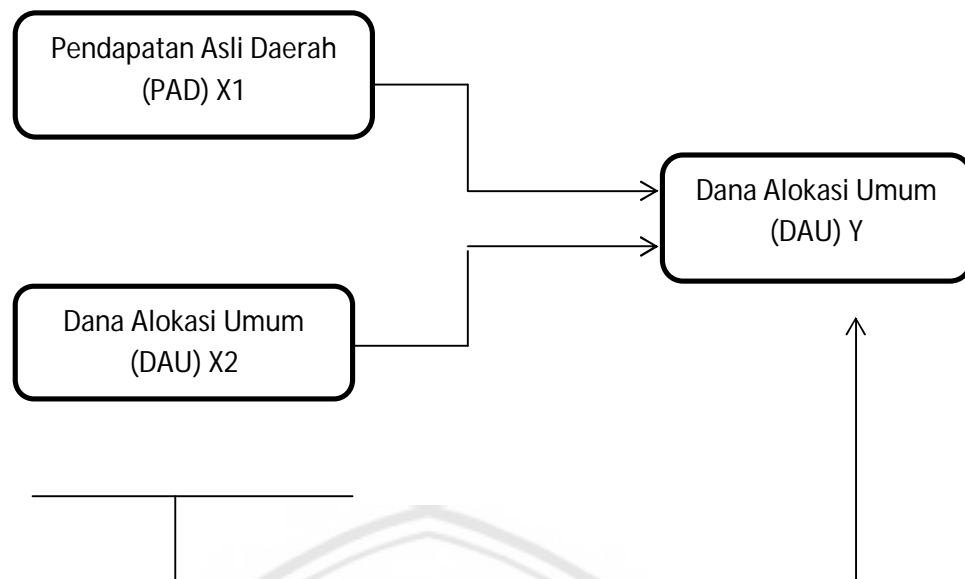 Pendapatan Asli Daerah
(PAD) X1
Dana Alokasi Umum
(DAU) Y
Dana Alokasi Umum
(DAU) X2